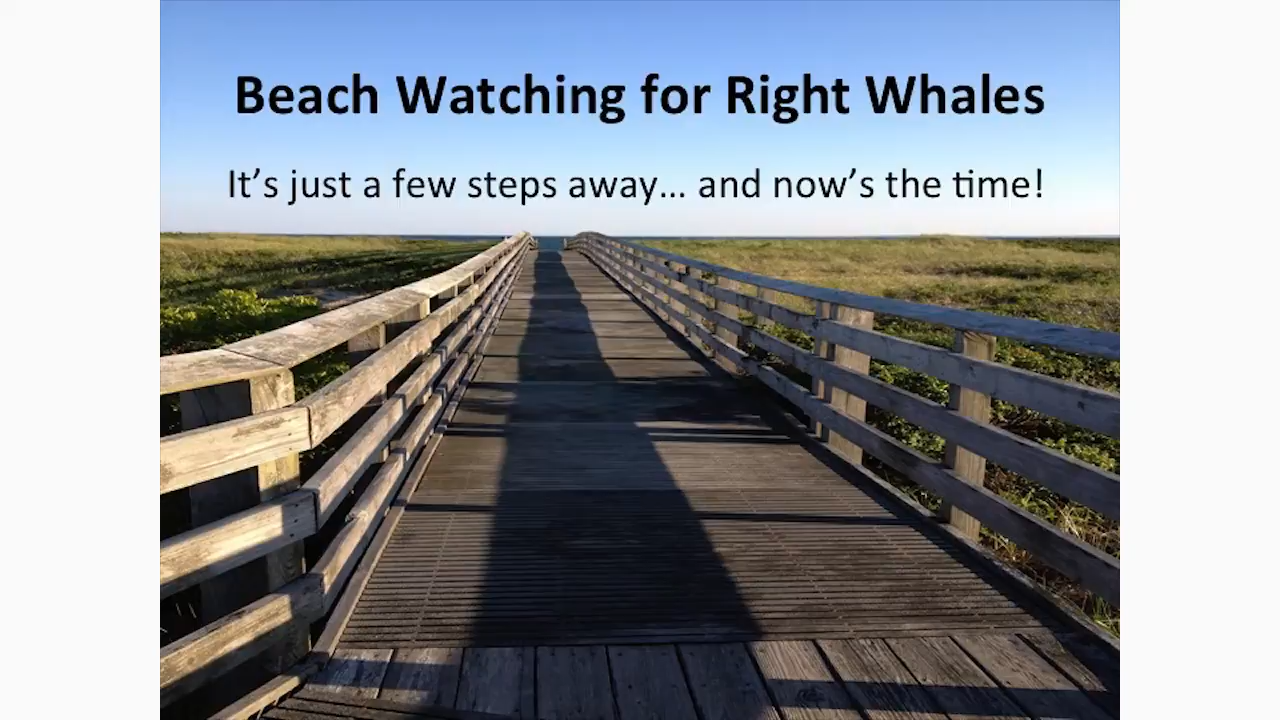 Beach Watching for Right Whales
It’s just a few steps away… and now’s the time!